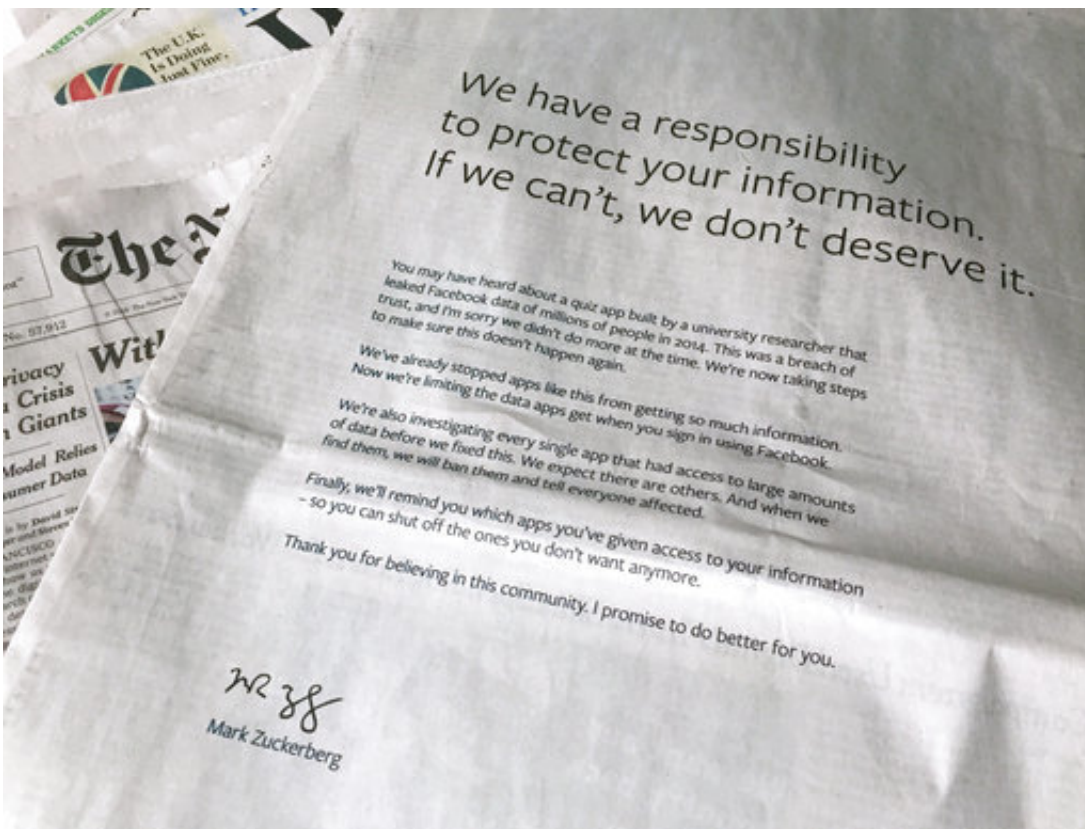 MARKETS DIGEST
The U.K.
Is Doing
Just Fine,
The
No. 57,912
rivacy
Crisis
Giants
Model Relies
umer Data
by David
We have a responsibility
to protect your information.
If we can't, we don't deserve it.
You may have heard about a quiz app built by a university researcher that
leaked Facebook data of millions of people in 2014. This was a breach of
trust, and I'm sorry we didn't do more at the time. We're now taking steps
to make sure this doesn't happen again.
We've already stopped apps like this from getting so much information.
Now we're limiting the data apps get when you sign in using Facebook.
We're also investigating every single app that had access to large amounts
of data before we fixed this. We expect there are others. And when we
find them, we will ban them and tell everyone affected.
Finally, we'll remind you which apps you've given access to your information
– so you can shut off the ones you don't want anymore.
Thank you for believing in this community. I promise to do better for you.
Mark Zuckerberg